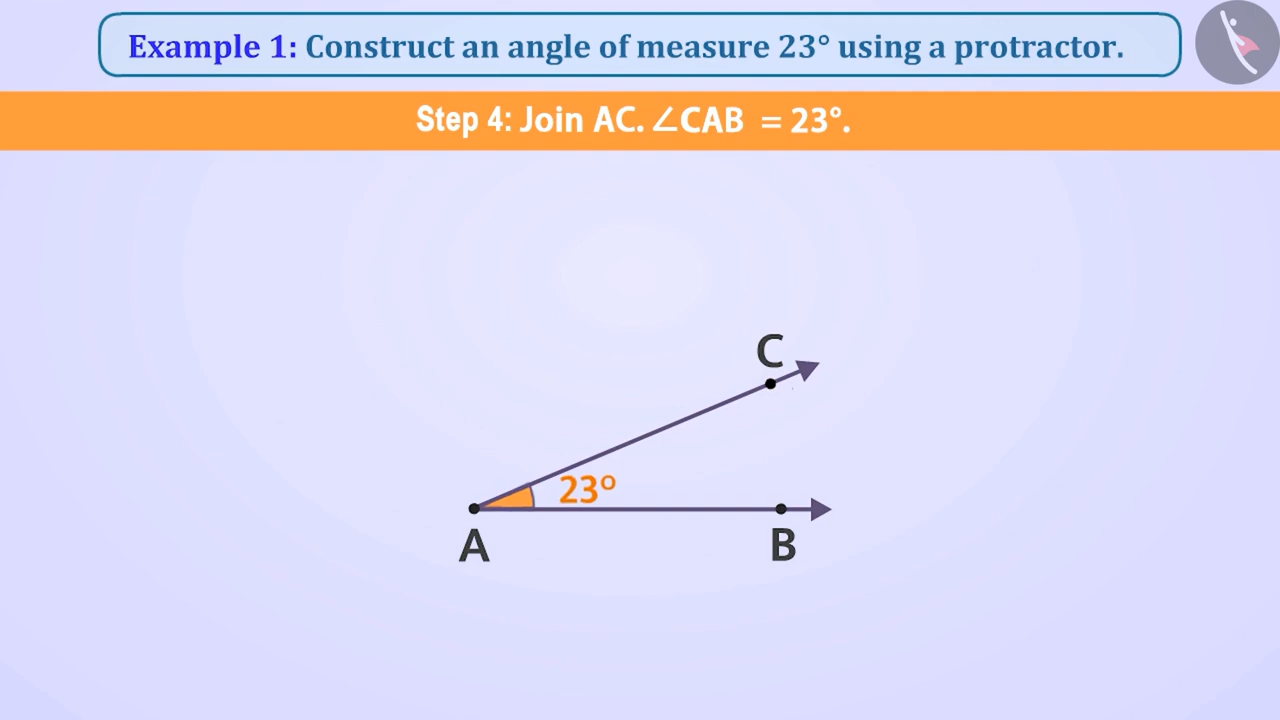 Example 1: Construct an angle of measure 23° using a protractor.
Step 4: Join AC. ∠CAB = 23°.
C
23°
A
B